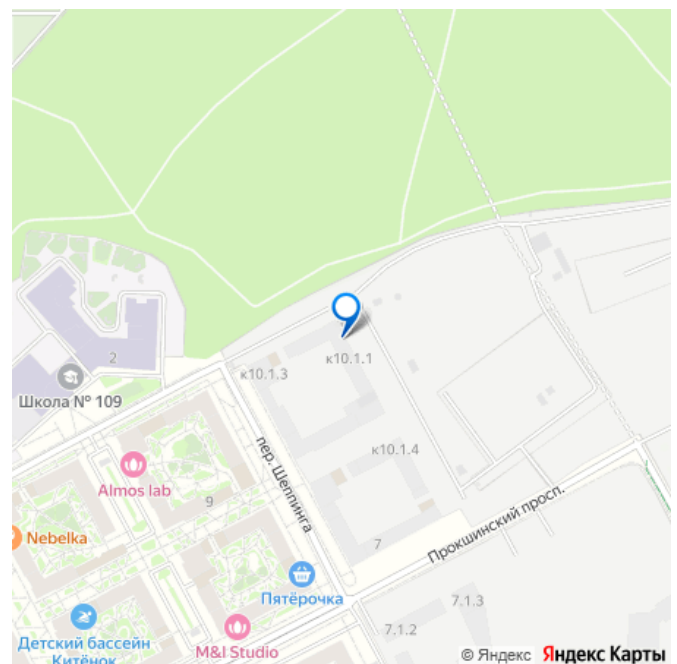 к10.1.1
2
к10.1.3
Школа № 109
пер. Шеппинга
к10.1.4
Almos lab
9
Прокшинский просп.
Nebelka
7
Пятёрочка
7.1.3
7.1.2
Детский бассейн
Китёнок
M&I Studio
© Яндекс Яндекс Карты